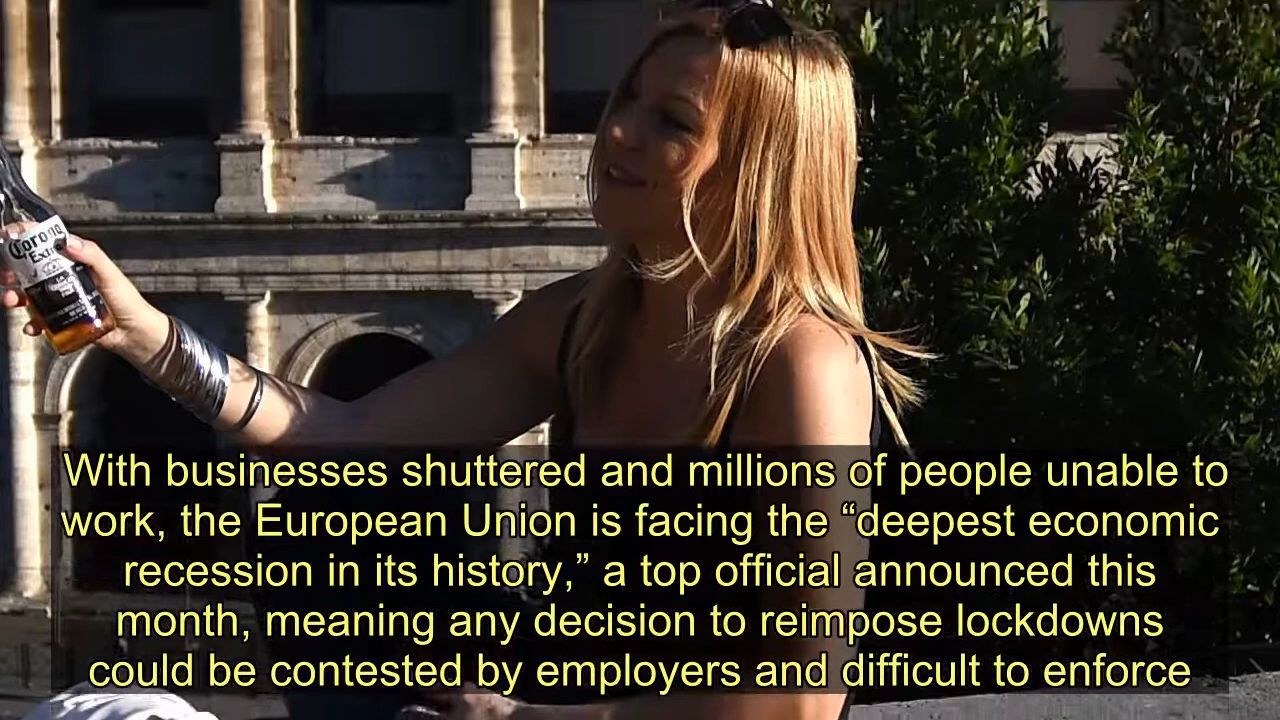 Corona
Extra
With businesses shuttered and millions of people unable to
work, the European Union is facing the “deepest economic
recession in its history,” a top official announced this
month, meaning any decision to reimpose lockdowns
could be contested by employers and difficult to enforce